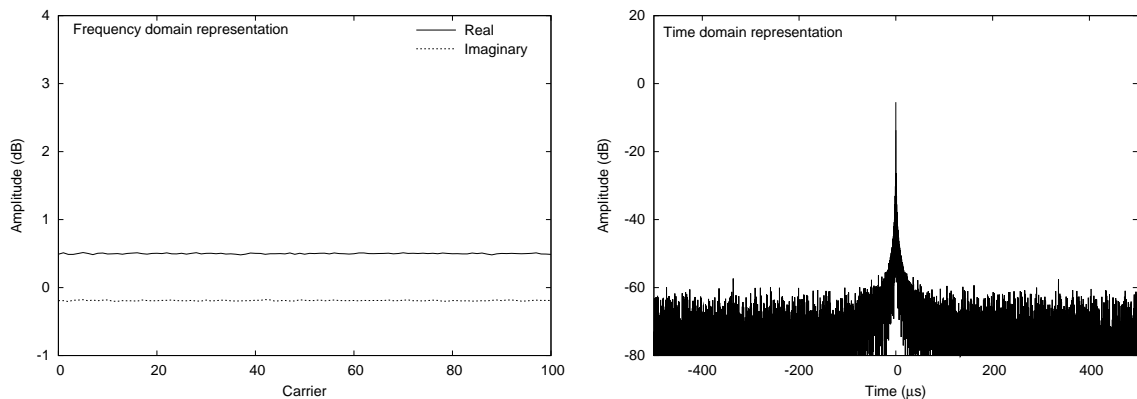 Frequency domain representation
Real
Imaginary
4
3
2
1
0
-1
Amplitude (dB)
0 20 40 60 80 100
Carrier
Time domain representation
20
0
-20
-40
-60
-80
Amplitude (dB)
-400 -200 0 200 400
Time (μs)